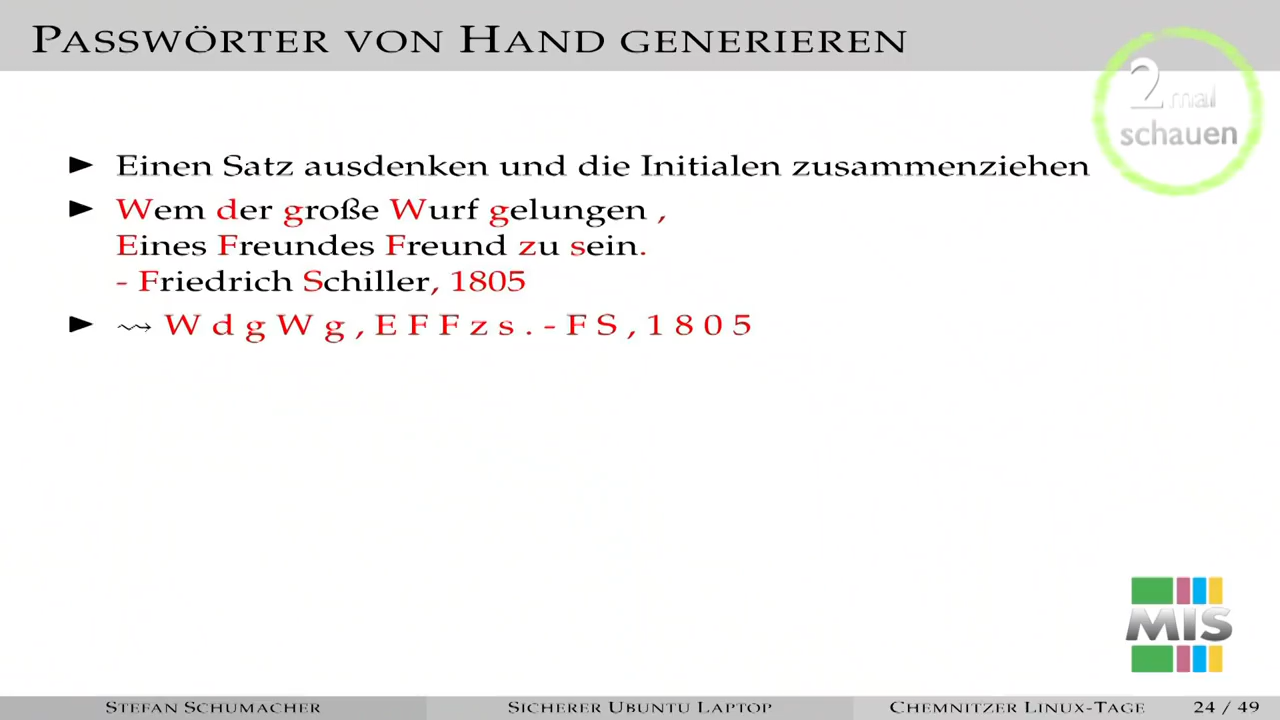 PASSWÖRTER VON HAND GENERIEREN
2 mal
schauen
► Einen Satz ausdenken und die Initialen zusammenziehen
► Wem der große Wurf gelungen ,
Eines Freundes Freund zu sein.
- Friedrich Schiller, 1805
► ⇝ W d g W g , E F F z s . - F S , 1 8 0 5
MIS
STEFAN SCHUMACHER SICHERER UBUNTU LAPTOP CHEMNITZER LINUX-TAGE 24 / 49